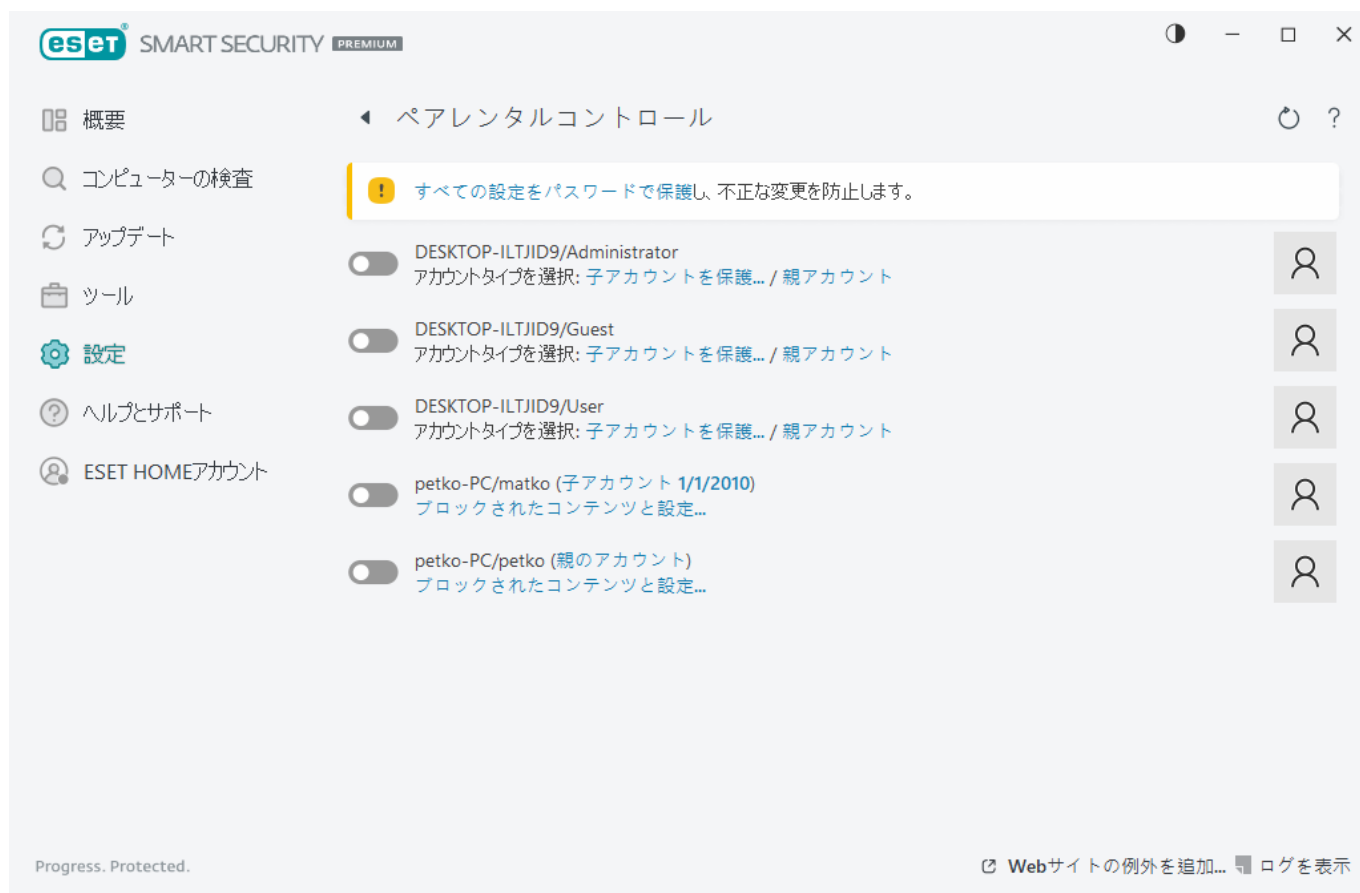 eset® SMART SECURITY PREMIUM
概要
コンピューターの検査
アップデート
ツール
設定
ヘルプとサポート
ESET HOMEアカウント
ペアレンタルコントロール
?
! すべての設定をパスワードで保護し、不正な変更を防止します。
DESKTOP-ILTJID9/Administrator
アカウントタイプを選択: 子アカウントを保護... / 親アカウント
DESKTOP-ILTJID9/Guest
アカウントタイプを選択: 子アカウントを保護... / 親アカウント
DESKTOP-ILTJID9/User
アカウントタイプを選択: 子アカウントを保護... / 親アカウント
petko-PC/matko (子アカウント 1/1/2010)
ブロックされたコンテンツと設定...
petko-PC/petko (親のアカウント)
ブロックされたコンテンツと設定...
Progress. Protected.
Webサイトの例外を追加... ログを表示